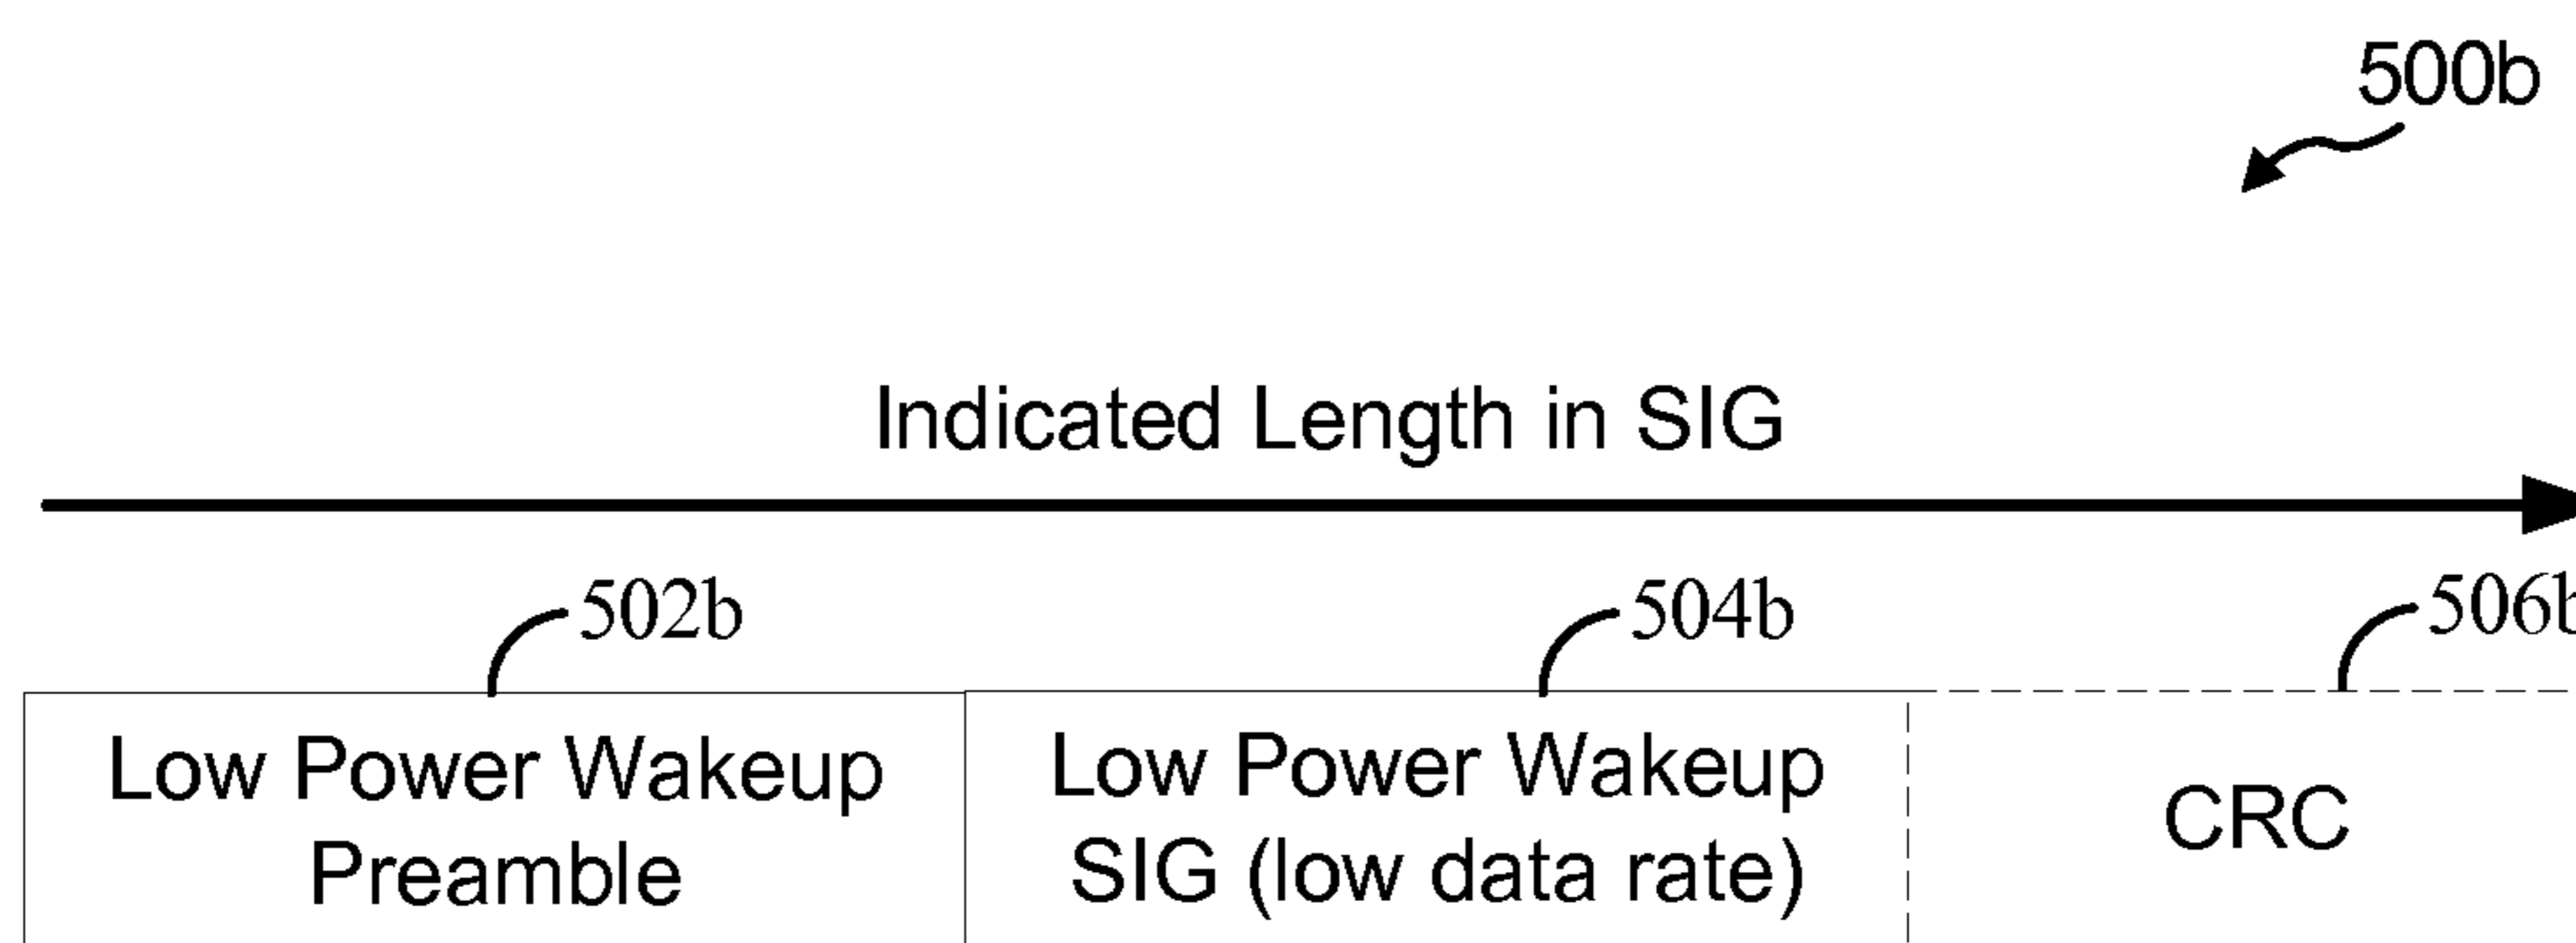 500b
Indicated Length in SIG
502b
504b
506b
Low Power Wakeup
Preamble
Low Power Wakeup
SIG (low data rate)
CRC